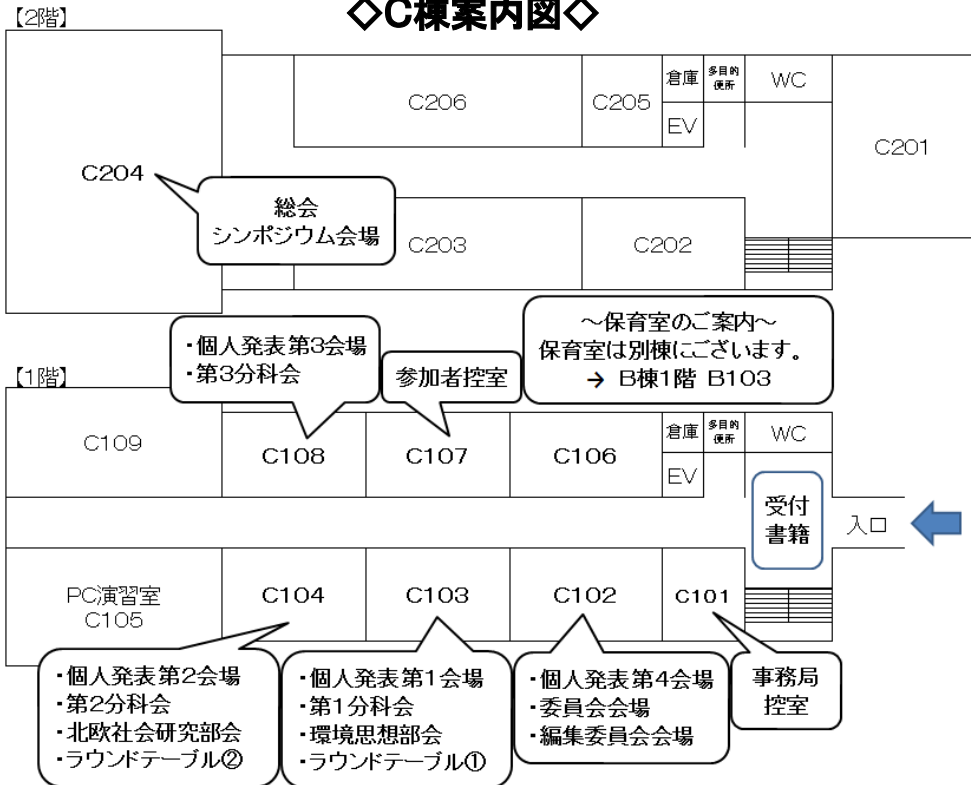 ◇C棟案内図◇
【2階】
C206
C205
倉庫
多目的
便所
WC
EV
C201
C204
総会
シンポジウム会場
C203
C202
・個人発表第3会場
・第3分科会
参加者控室
～保育室のご案内～
保育室は別棟にございます。
→ B棟1階 B103
【1階】
C109
C108
C107
C106
倉庫
多目的
便所
WC
EV
受付
書籍
入口
PC演習室
C105
C104
C103
C102
C101
・個人発表第2会場
・第2分科会
・北欧社会研究部会
・ラウンドテーブル②
・個人発表第1会場
・第1分科会
・環境思想部会
・ラウンドテーブル①
・個人発表第4会場
・委員会会場
・編集委員会会場
事務局
控室